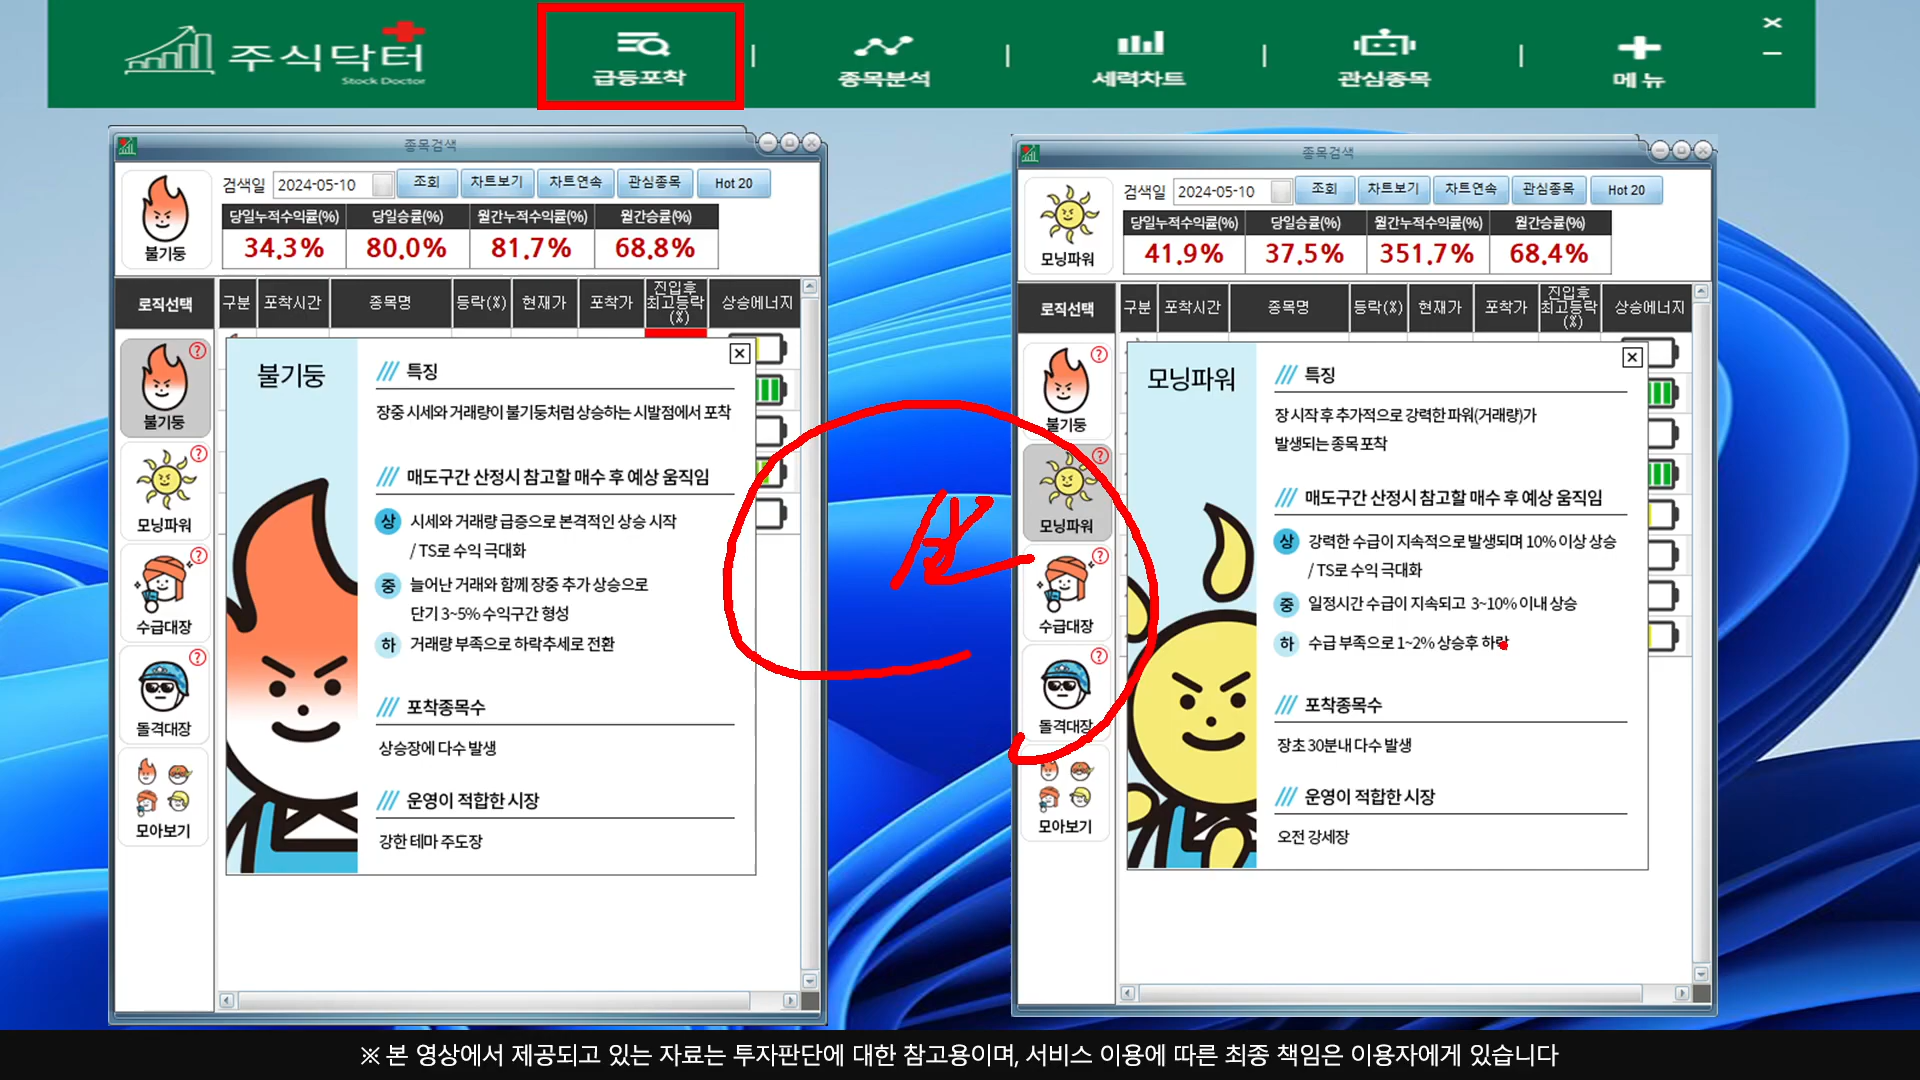 주식닥터
Stock Doctor
급등포착
종목분석
세력차트
관심종목
메뉴
종목검색
불기둥
검색일 2024-05-10 조회 차트보기 차트연속 관심종목 Hot 20
당일누적수익률(%) 당일승률(%) 월간누적수익률(%) 월간승률(%)
34.3% 80.0% 81.7% 68.8%
로직선택 구분 포착시간 종목명 등락(%) 현재가 포착가 진입후 최고등락 (%) 상승에너지
불기둥
모닝파워
수급대장
돌격대장
모아보기
불기둥
/// 특징
장중 시세와 거래량이 불기둥처럼 상승하는 시발점에서 포착
/// 매도구간 산정시 참고할 매수 후 예상 움직임
상 시세와 거래량 급증으로 본격적인 상승 시작
/ TS로 수익 극대화
중 늘어난 거래와 함께 장중 추가 상승으로
단기 3~5% 수익구간 형성
하 거래량 부족으로 하락추세로 전환
/// 포착종목수
상승장에 다수 발생
/// 운영이 적합한 시장
강한 테마 주도장
종목검색
모닝파워
검색일 2024-05-10 조회 차트보기 차트연속 관심종목 Hot 20
당일누적수익률(%) 당일승률(%) 월간누적수익률(%) 월간승률(%)
41.9% 37.5% 351.7% 68.4%
로직선택 구분 포착시간 종목명 등락(%) 현재가 포착가 진입후 최고등락 (%) 상승에너지
불기둥
모닝파워
수급대장
돌격대장
모아보기
모닝파워
/// 특징
장 시작 후 추가적으로 강력한 파워(거래량)가
발생되는 종목 포착
/// 매도구간 산정시 참고할 매수 후 예상 움직임
상 강력한 수급이 지속적으로 발생되며 10% 이상 상승
/ TS로 수익 극대화
중 일정시간 수급이 지속되고 3~10% 이내 상승
하 수급 부족으로 1~2% 상승후 하락
/// 포착종목수
장초 30분내 다수 발생
/// 운영이 적합한 시장
오전 강세장
※ 본 영상에서 제공되고 있는 자료는 투자판단에 대한 참고용이며, 서비스 이용에 따른 최종 책임은 이용자에게 있습니다